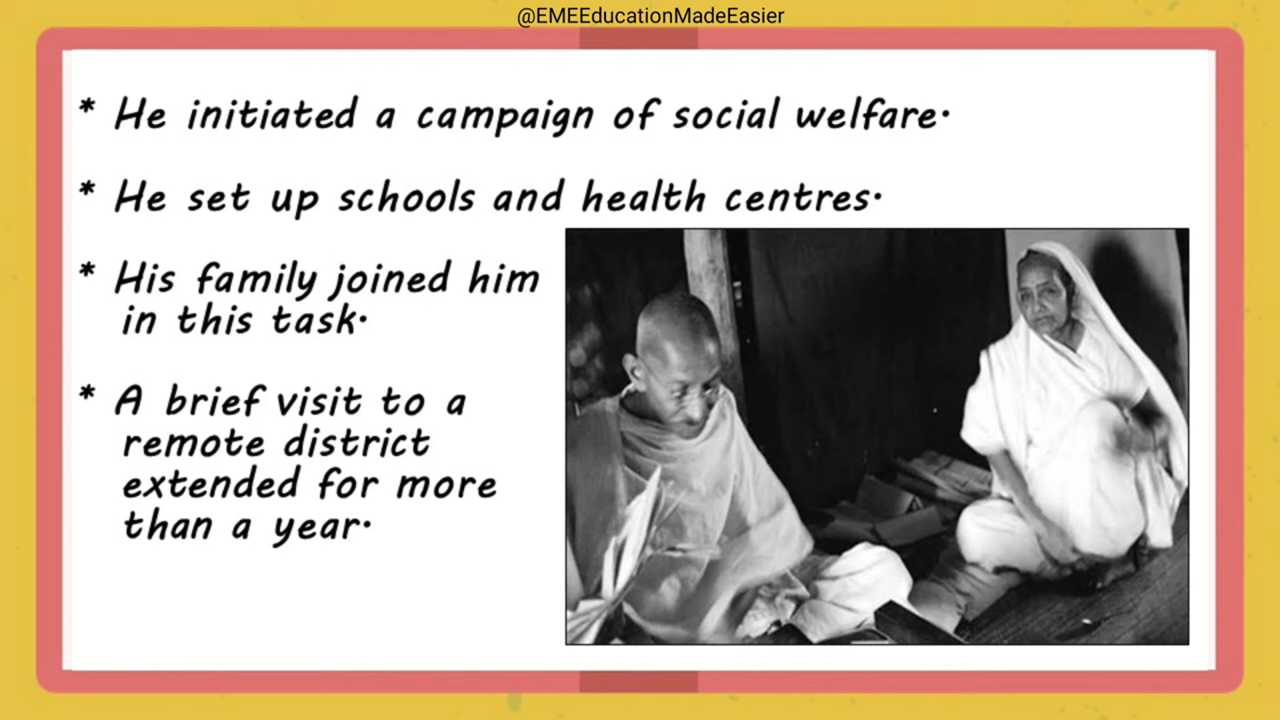 @EMEEducationMadeEasier
* He initiated a campaign of social welfare.
* He set up schools and health centres.
* His family joined him
in this task.
* A brief visit to a
remote district
extended for more
than a year.